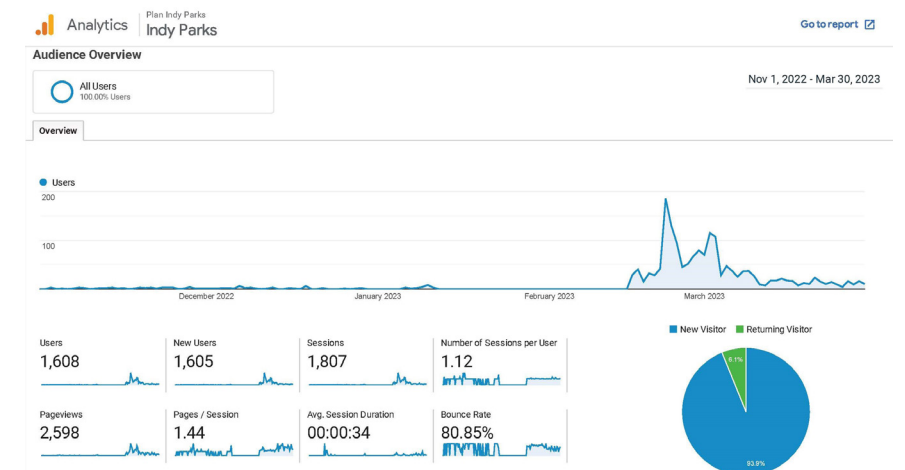 Analytics
Plan Indy Parks
Indy Parks
Go to report
Audience Overview
All Users
100.00% Users
Nov 1, 2022 - Mar 30, 2023
Overview
Users
200
100
December 2022
January 2023
February 2023
March 2023
New Visitor
Returning Visitor
Users
1,608
New Users
1,605
Sessions
1,807
Number of Sessions per User
1.12
Pageviews
2,598
Pages / Session
1.44
Avg. Session Duration
00:00:34
Bounce Rate
80.85%
6.1%
93.9%